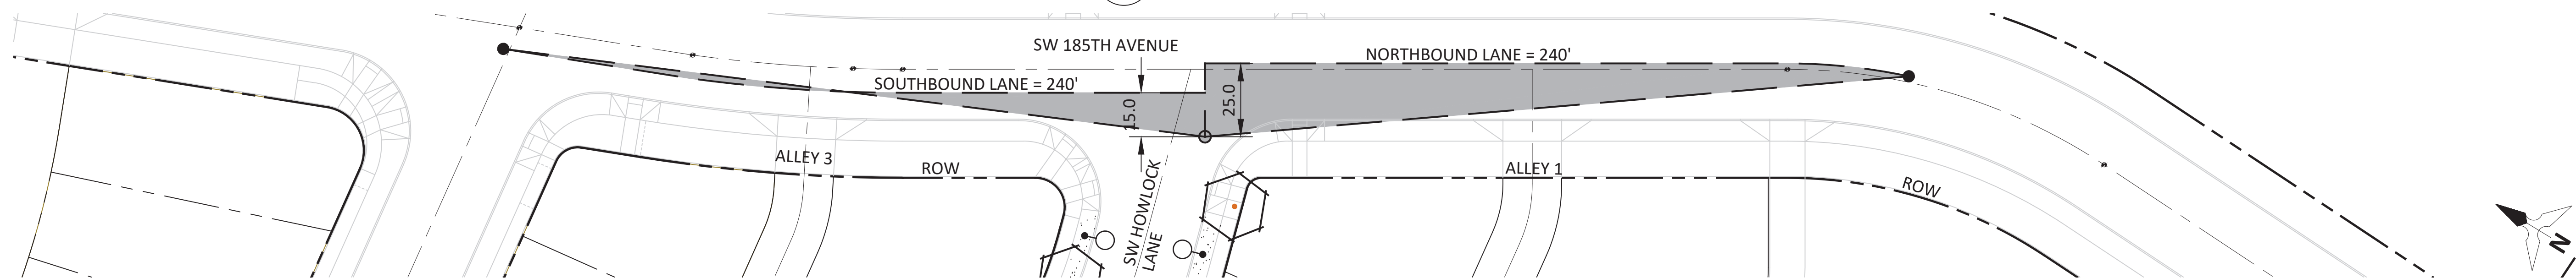 SW 185TH AVENUE
NORTHBOUND LANE = 240'
SOUTHBOUND LANE = 240'
15.0
25.0
ALLEY 3
ROW
ALLEY 1
ROW
SW HOWLOCK
LANE
N